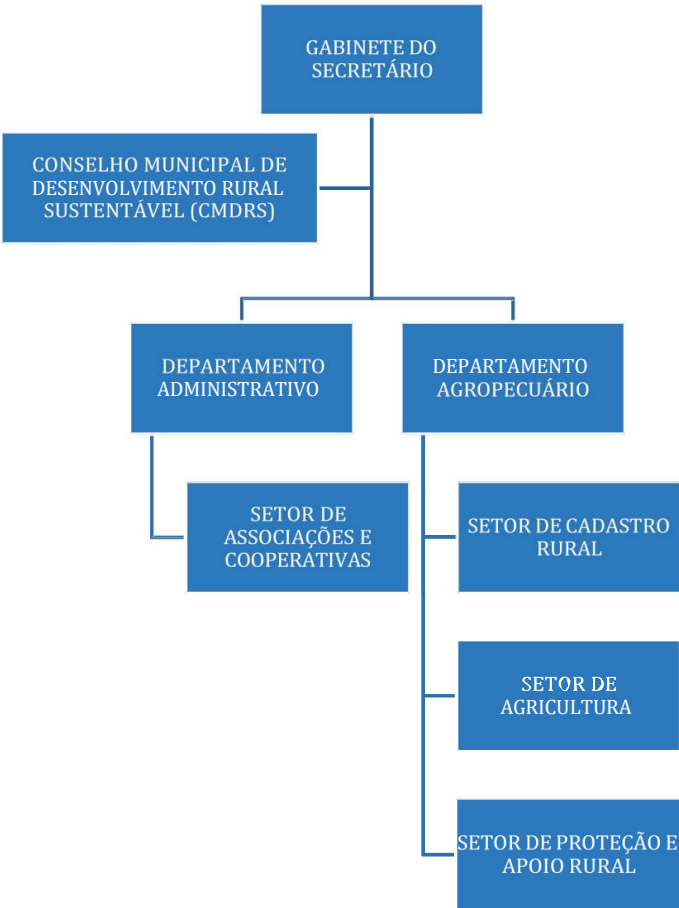 GABINETE DO
SECRETÁRIO
CONSELHO MUNICIPAL DE
DESENVOLVIMENTO RURAL
SUSTENTÁVEL (CMDRS)
DEPARTAMENTO
ADMINISTRATIVO
DEPARTAMENTO
AGROPECUÁRIO
SETOR DE
ASSOCIAÇÕES E
COOPERATIVAS
SETOR DE CADASTRO
RURAL
SETOR DE
AGRICULTURA
SETOR DE PROTEÇÃO E
APOIO RURAL